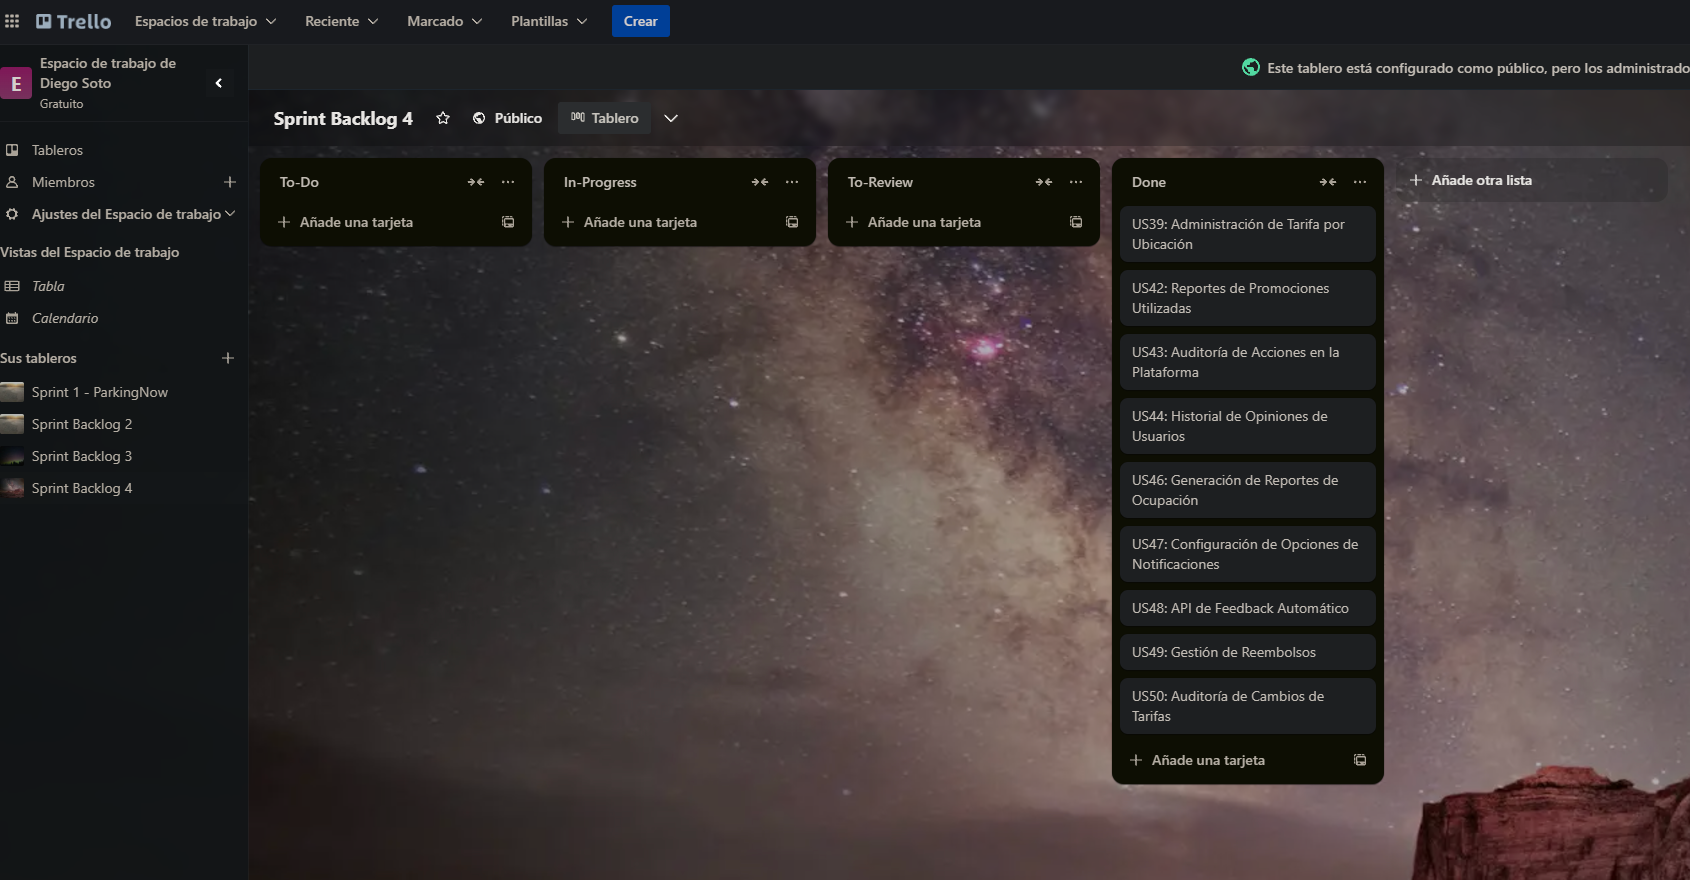 Trello
Espacios de trabajo
Reciente
Marcado
Plantillas
Crear
E
Espacio de trabajo de
Diego Soto
Gratuito
Este tablero está configurado como público, pero los administrado
Sprint Backlog 4
Público
Tablero
Tableros
Miembros
Ajustes del Espacio de trabajo
Vistas del Espacio de trabajo
Tabla
Calendario
Sus tableros
Sprint 1 - ParkingNow
Sprint Backlog 2
Sprint Backlog 3
Sprint Backlog 4
To-Do
Añade una tarjeta
In-Progress
Añade una tarjeta
To-Review
Añade una tarjeta
Done
US39: Administración de Tarifa por
Ubicación
US42: Reportes de Promociones
Utilizadas
US43: Auditoría de Acciones en la
Plataforma
US44: Historial de Opiniones de
Usuarios
US46: Generación de Reportes de
Ocupación
US47: Configuración de Opciones de
Notificaciones
US48: API de Feedback Automático
US49: Gestión de Reembolsos
US50: Auditoría de Cambios de
Tarifas
Añade una tarjeta
Añade otra lista